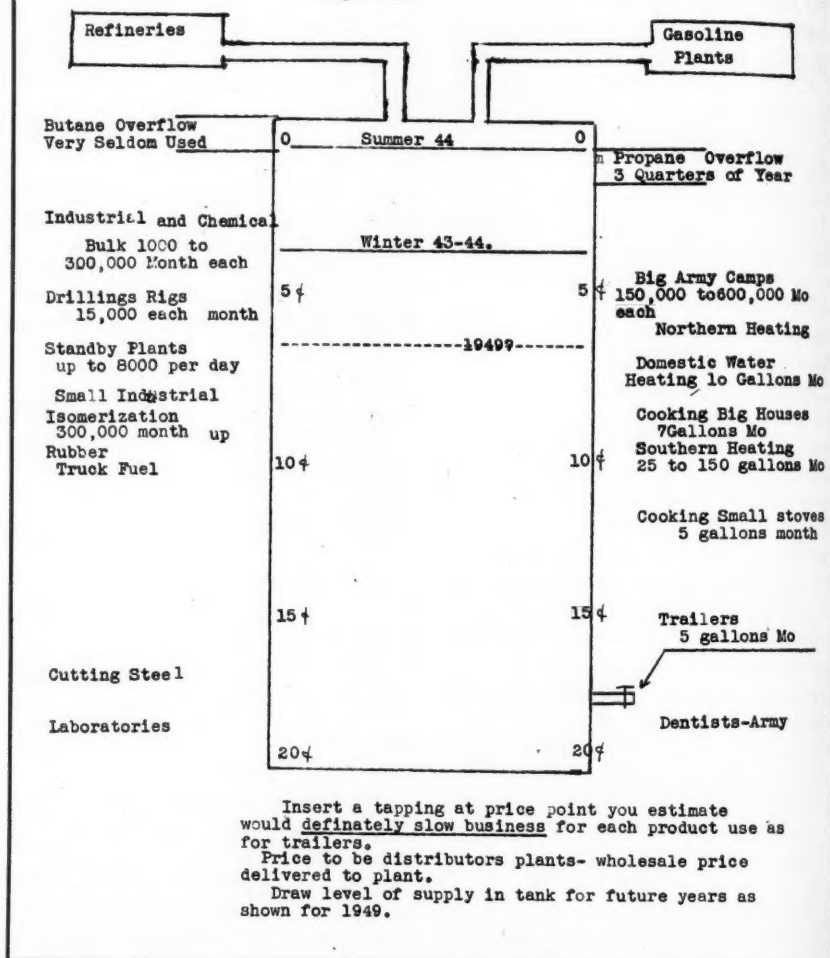 Refineries
Gasoline
Plants
Butane Overflow
Very Seldom Used
0 Summer 44 0
Propane Overflow
3 Quarters of Year
Industrial and Chemical
Bulk 1000 to
300,000 Month each
Winter 43-44.
5¢ 5¢
Big Army Camps
150,000 to600,000 Mo
each
Northern Heating
Drillings Rigs
15,000 each month
-----------1949?------
Standby Plants
up to 8000 per day
Domestic Water
Heating 1o Gallons Mo
Small Industrial
Isomerization
300,000 month up
Rubber
Truck Fuel
Cooking Big Houses
7Gallons Mo
Southern Heating
25 to 150 gallons Mo
10¢ 10¢
Cooking Small stoves
5 gallons month
15¢ 15¢
Trailers
5 gallons Mo
Cutting Steel
Laboratories
Dentists-Army
20¢ 20¢
Insert a tapping at price point you estimate
would definately slow business for each product use as
for trailers.
Price to be distributors plants- wholesale price
delivered to plant.
Draw level of supply in tank for future years as
shown for 1949.